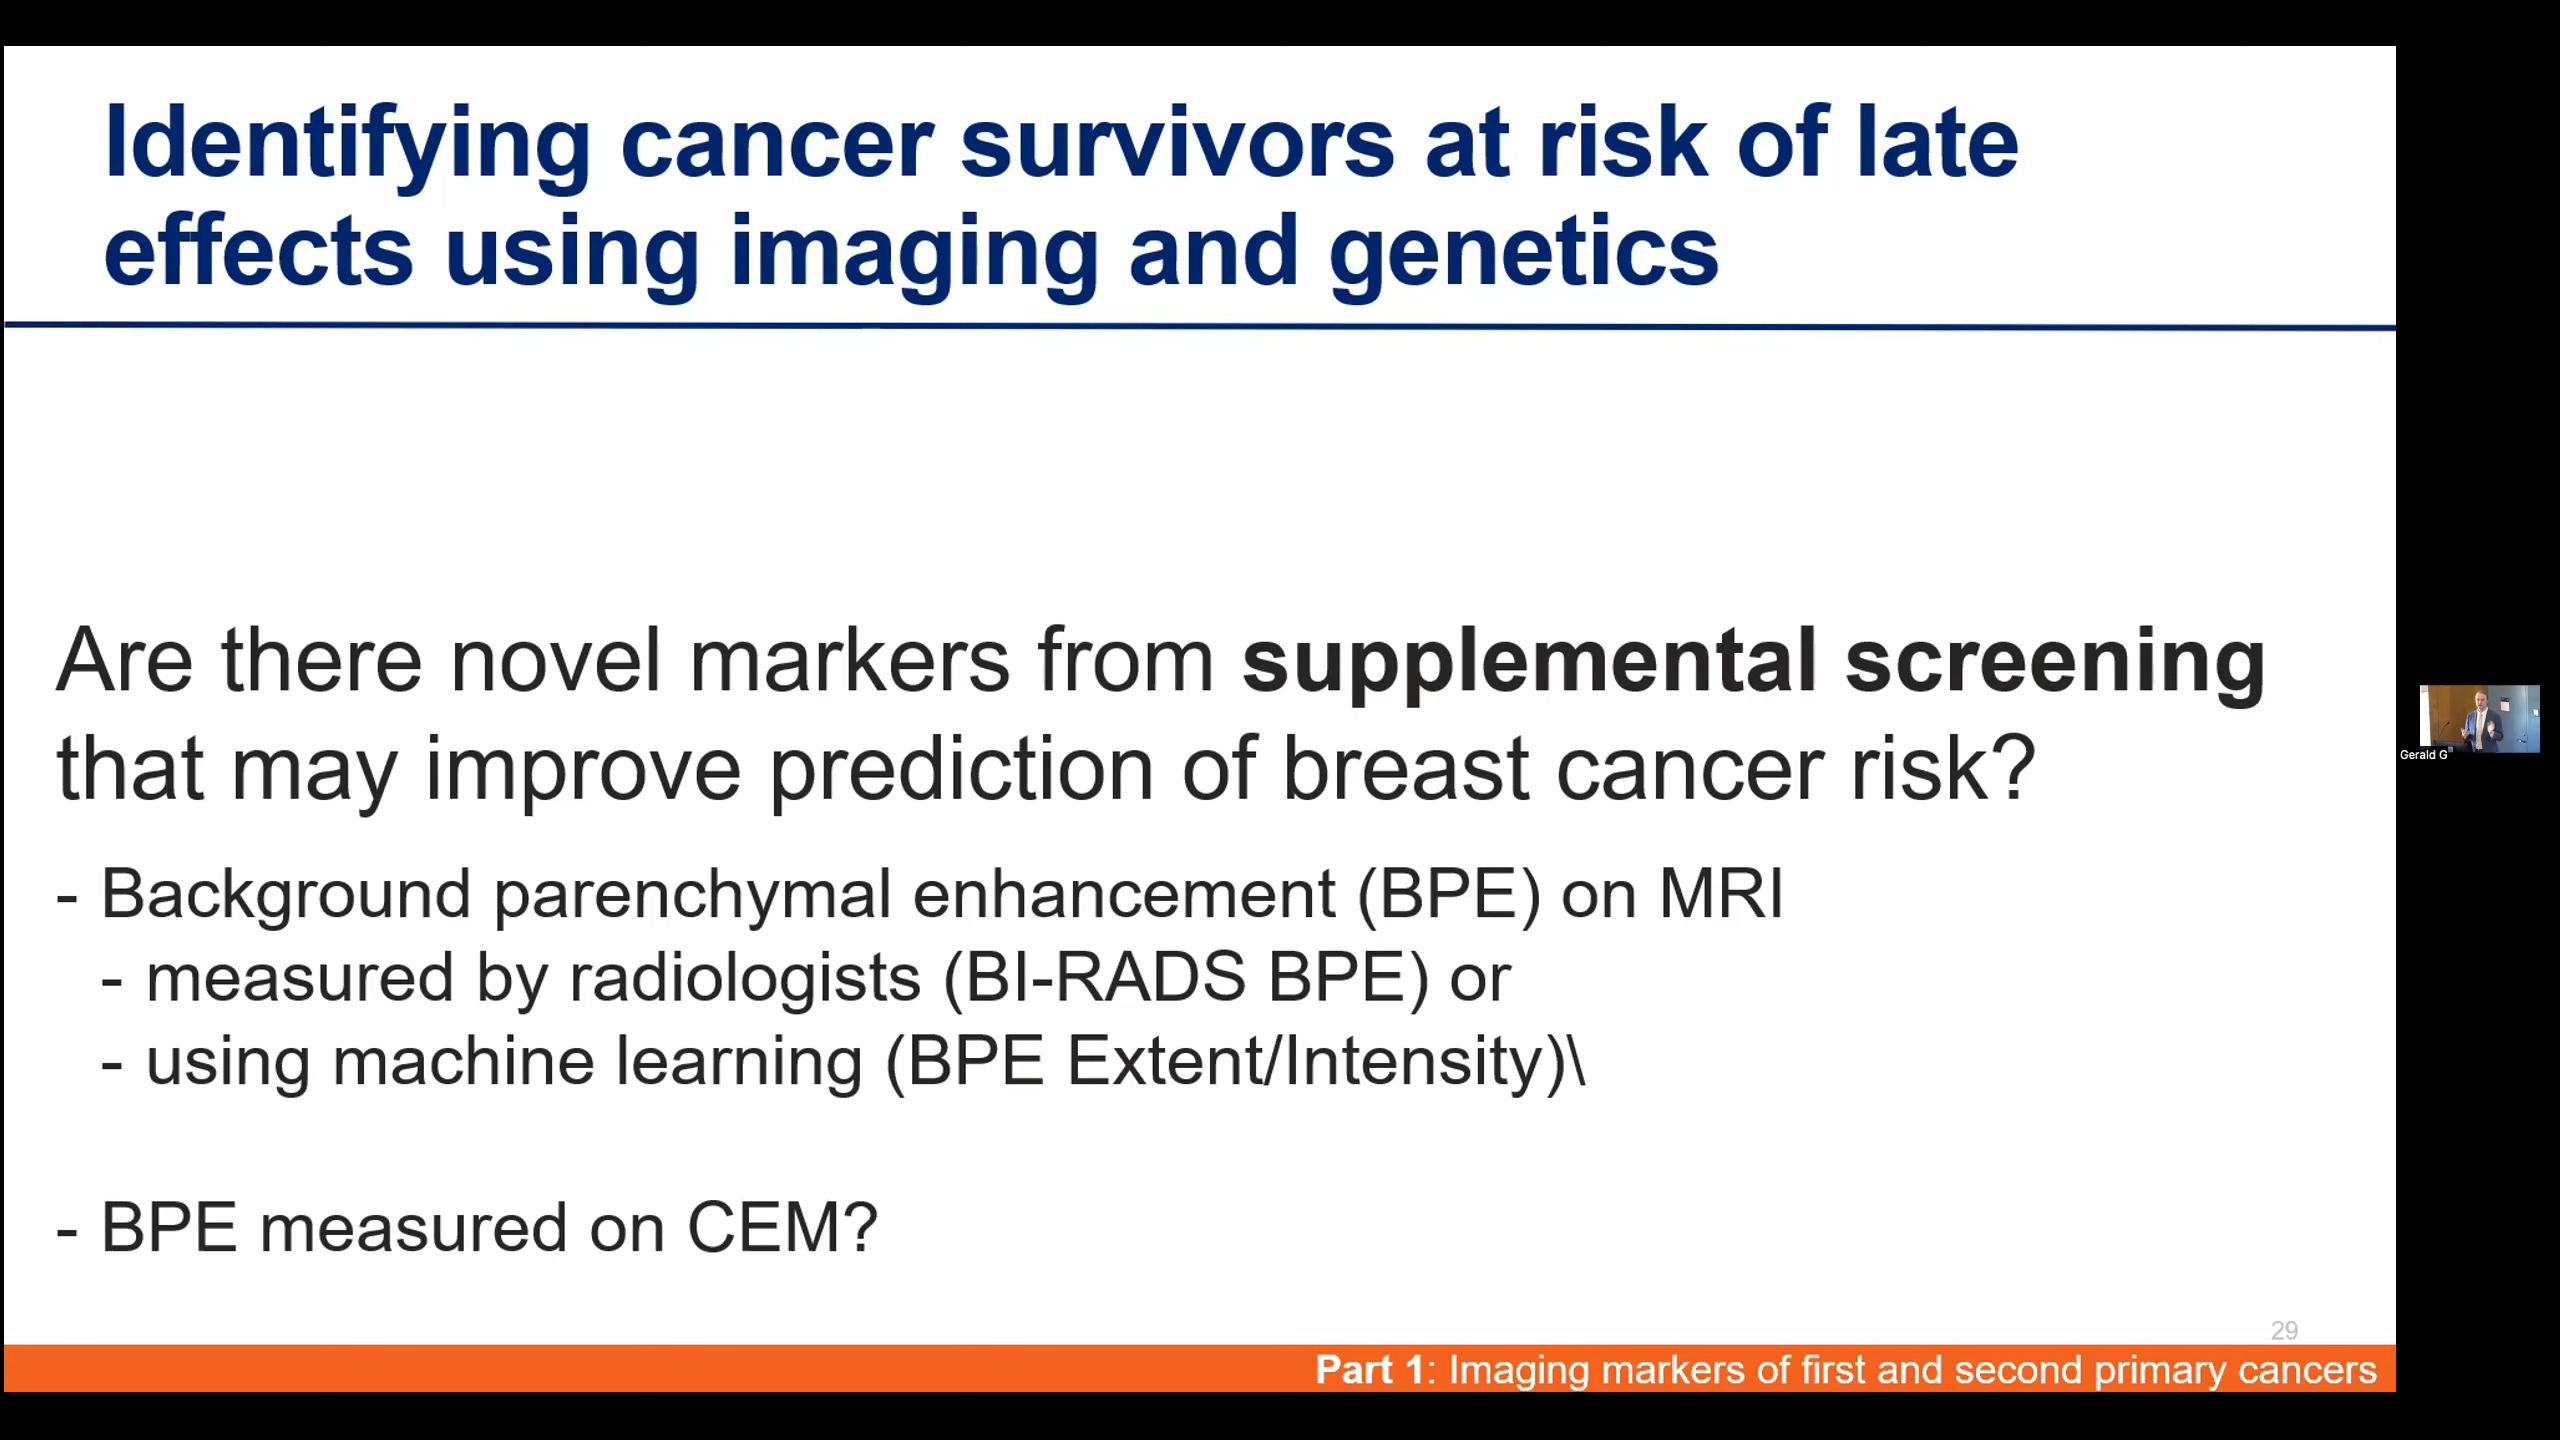 Identifying cancer survivors at risk of late
effects using imaging and genetics
Are there novel markers from supplemental screening
that may improve prediction of breast cancer risk?
- Background parenchymal enhancement (BPE) on MRI
- measured by radiologists (BI-RADS BPE) or
- using machine learning (BPE Extent/Intensity)\
- BPE measured on CEM?
29
Part 1: Imaging markers of first and second primary cancers
Gerald G